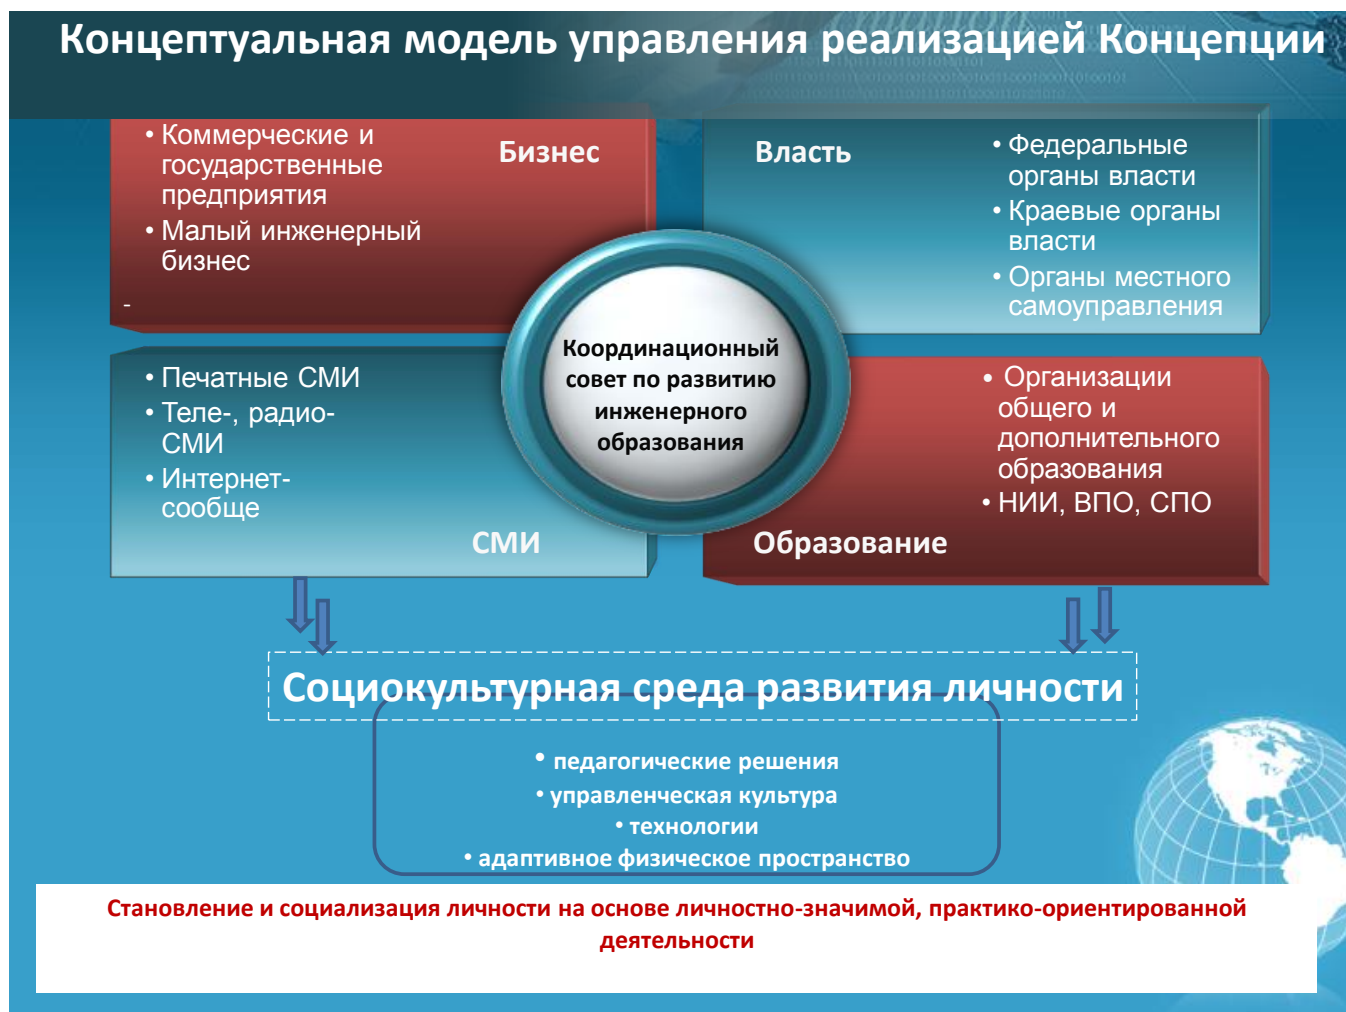 Концептуальная модель управления реализацией Концепции
• Коммерческие и
государственные
предприятия
• Малый инженерный
бизнес
-
Бизнес
Власть
• Федеральные
органы власти
• Краевые органы
власти
• Органы местного
самоуправления
Координационный
совет по развитию
инженерного
образования
• Печатные СМИ
• Теле-, радио-
СМИ
• Интернет-
сообще
СМИ
• Организации
общего и
дополнительного
образования
• НИИ, ВПО, СПО
Образование
Социокультурная среда развития личности
• педагогические решения
• управленческая культура
• технологии
• адаптивное физическое пространство
Становление и социализация личности на основе личностно-значимой, практико-ориентированной
деятельности